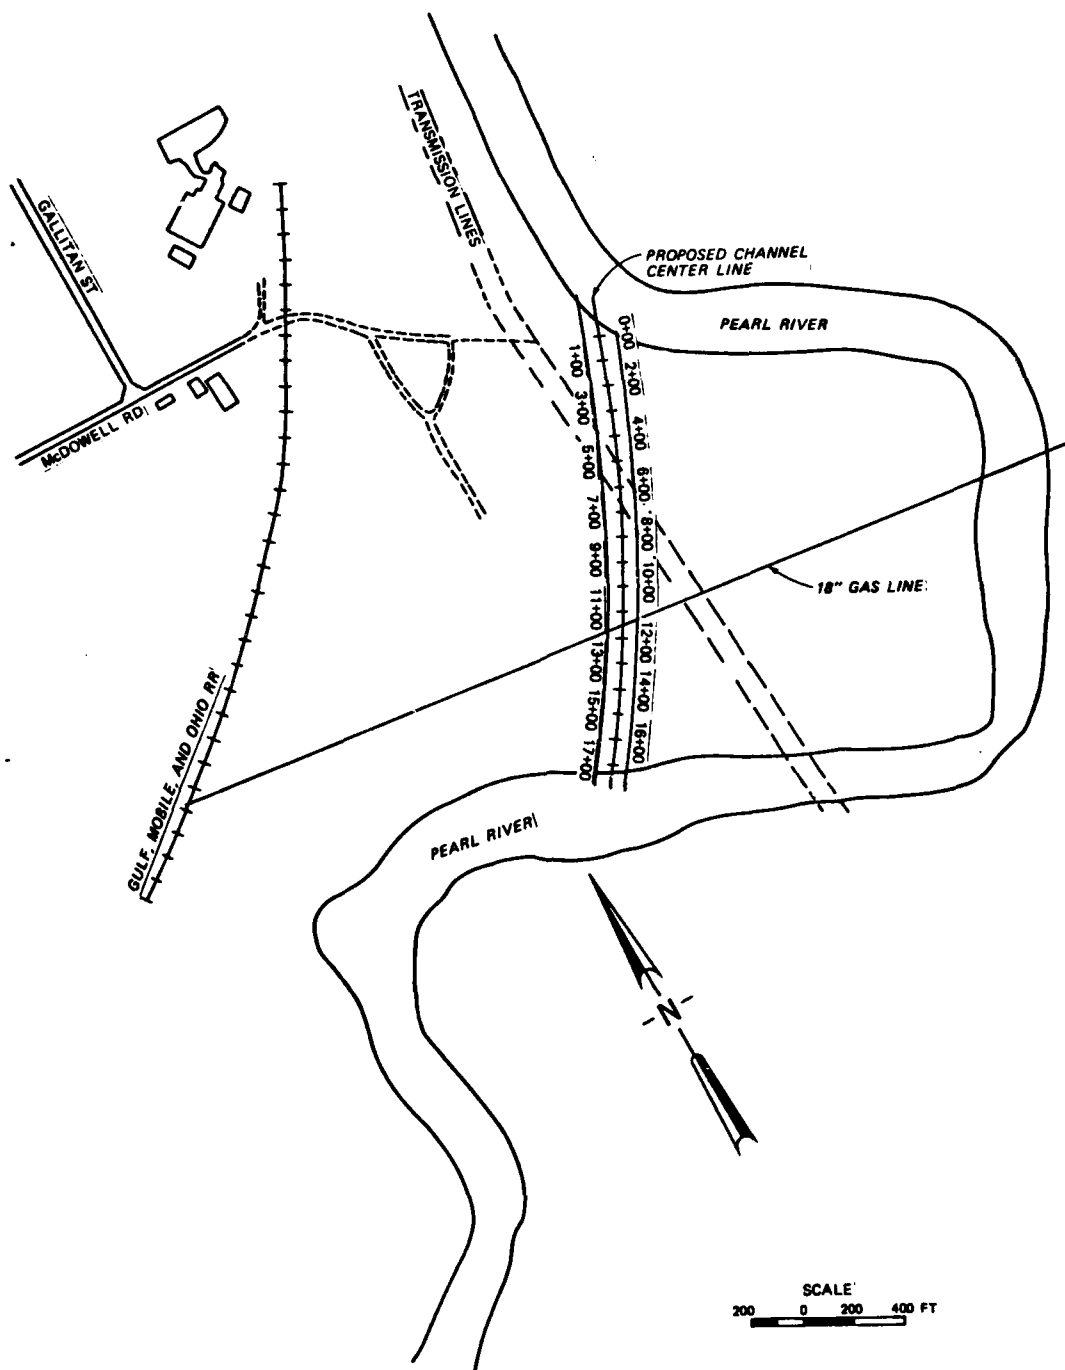 TRANSMISSION LINES
GALLITAN ST
PROPOSED CHANNEL
CENTER LINE
PEARL RIVER
McDOWELL RD
0+00
1+00
2+00
3+00
4+00
5+00
6+00
7+00
8+00
9+00
10+00
11+00
12+00
13+00
14+00
15+00
16+00
17+00
18" GAS LINE
GULF, MOBILE, AND OHIO RR
PEARL RIVER
N
SCALE
200 0 200 400 FT